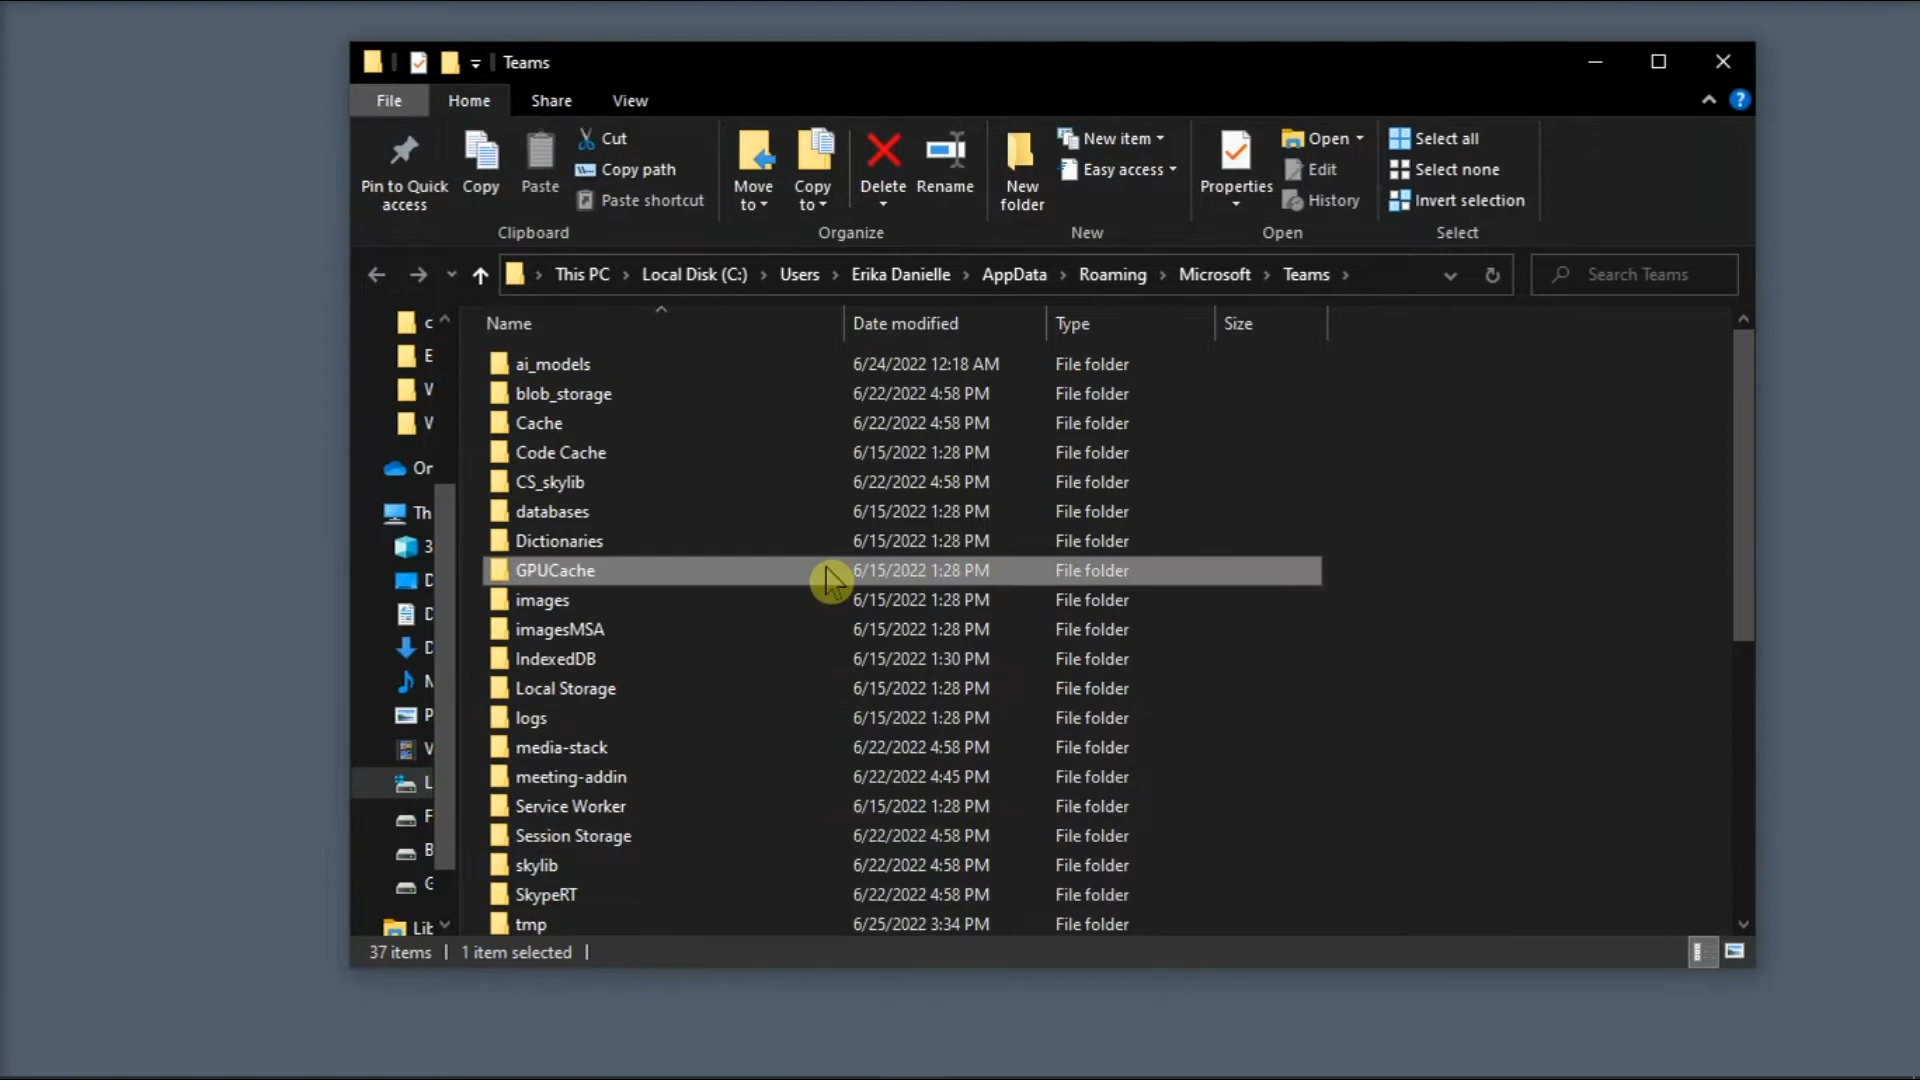 Teams
File Home Share View
Pin to Quick access
Copy
Paste
Cut
Copy path
Paste shortcut
Clipboard
Move to
Copy to
Delete
Rename
Organize
New folder
New item
Easy access
New
Properties
Open
Edit
History
Open
Select all
Select none
Invert selection
Select
This PC Local Disk (C:) Users Erika Danielle AppData Roaming Microsoft Teams
Search Teams
Name Date modified Type Size
ai_models 6/24/2022 12:18 AM File folder
blob_storage 6/22/2022 4:58 PM File folder
Cache 6/22/2022 4:58 PM File folder
Code Cache 6/15/2022 1:28 PM File folder
CS_skylib 6/22/2022 4:58 PM File folder
databases 6/15/2022 1:28 PM File folder
Dictionaries 6/15/2022 1:28 PM File folder
GPUCache 6/15/2022 1:28 PM File folder
images 6/15/2022 1:28 PM File folder
imagesMSA 6/15/2022 1:28 PM File folder
IndexedDB 6/15/2022 1:30 PM File folder
Local Storage 6/15/2022 1:28 PM File folder
logs 6/15/2022 1:28 PM File folder
media-stack 6/22/2022 4:58 PM File folder
meeting-addin 6/22/2022 4:45 PM File folder
Service Worker 6/15/2022 1:28 PM File folder
Session Storage 6/22/2022 4:58 PM File folder
skylib 6/22/2022 4:58 PM File folder
SkypeRT 6/22/2022 4:58 PM File folder
tmp 6/25/2022 3:34 PM File folder
37 items 1 item selected